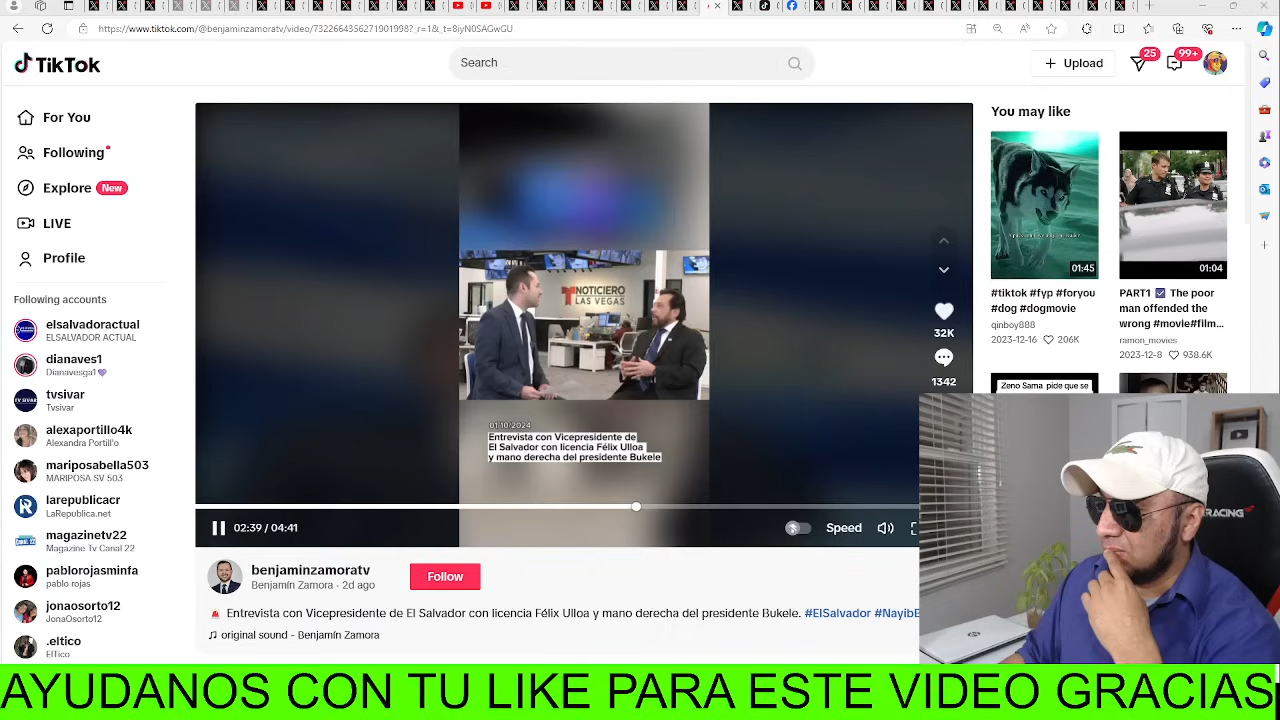 https://www.tiktok.com/@benjaminzamoratv/video/7322664356271901998?_r=1&_t=8iyN0SAGwGU
TikTok
Search
Upload
25
99+
For You
Following
Explore New
LIVE
Profile
Following accounts
elsalvadoractual
ELSALVADOR ACTUAL
dianaves1
Dianavesga1
tvsivar
Tvsivar
alexaportillo4k
Alexandra Portill'o
mariposabella503
MARIPOSA SV 503
larepublicacr
LaRepublica.net
magazinetv22
Magazine Tv Canal 22
pablorojasminfa
pablo rojas
jonaosorto12
JonaOsorto12
.eltico
ElTico
NOTICIERO
LAS VEGAS
01/10/2024
Entrevista con Vicepresidente de
El Salvador con licencia Félix Ulloa
y mano derecha del presidente Bukele
32K
1342
02:39 / 04:41
Speed
benjaminzamoratv
Benjamín Zamora · 2d ago
Follow
Entrevista con Vicepresidente de El Salvador con licencia Félix Ulloa y mano derecha del presidente Bukele. #ElSalvador #NayibB
original sound - Benjamín Zamora
You may like
01:45
01:04
#tiktok #fyp #foryou
#dog #dogmovie
qinboy888
2023-12-16 206K
PART1 The poor
man offended the
wrong #movie#film...
ramon_movies
2023-12-8 938.6K
Zeno Sama pide que se
RACING
AYUDANOS CON TU LIKE PARA ESTE VIDEO GRACIAS